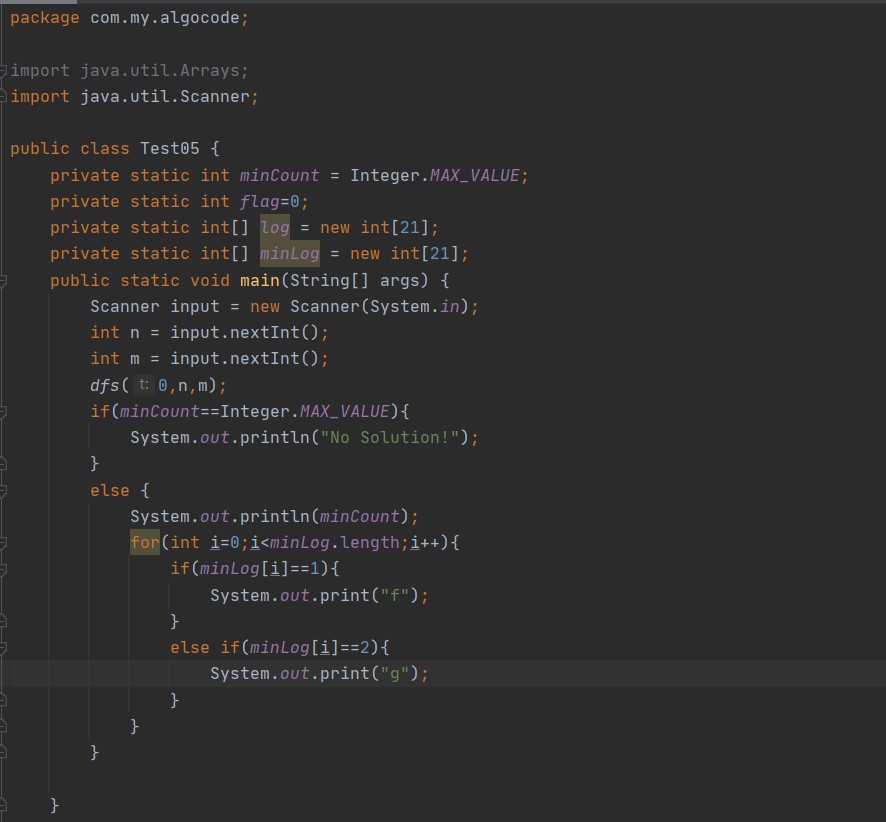 package com.my.algocode;
import java.util.Arrays;
import java.util.Scanner;
public class Test05 {
private static int minCount = Integer.MAX_VALUE;
private static int flag=0;
private static int[] log = new int[21];
private static int[] minLog = new int[21];
public static void main(String[] args) {
Scanner input = new Scanner(System.in);
int n = input.nextInt();
int m = input.nextInt();
dfs( t: 0,n,m);
if(minCount==Integer.MAX_VALUE){
System.out.println("No Solution!");
}
else {
System.out.println(minCount);
for(int i=0;i<minLog.length;i++){
if(minLog[i]==1){
System.out.print("f");
}
else if(minLog[i]==2){
System.out.print("g");
}
}
}
}